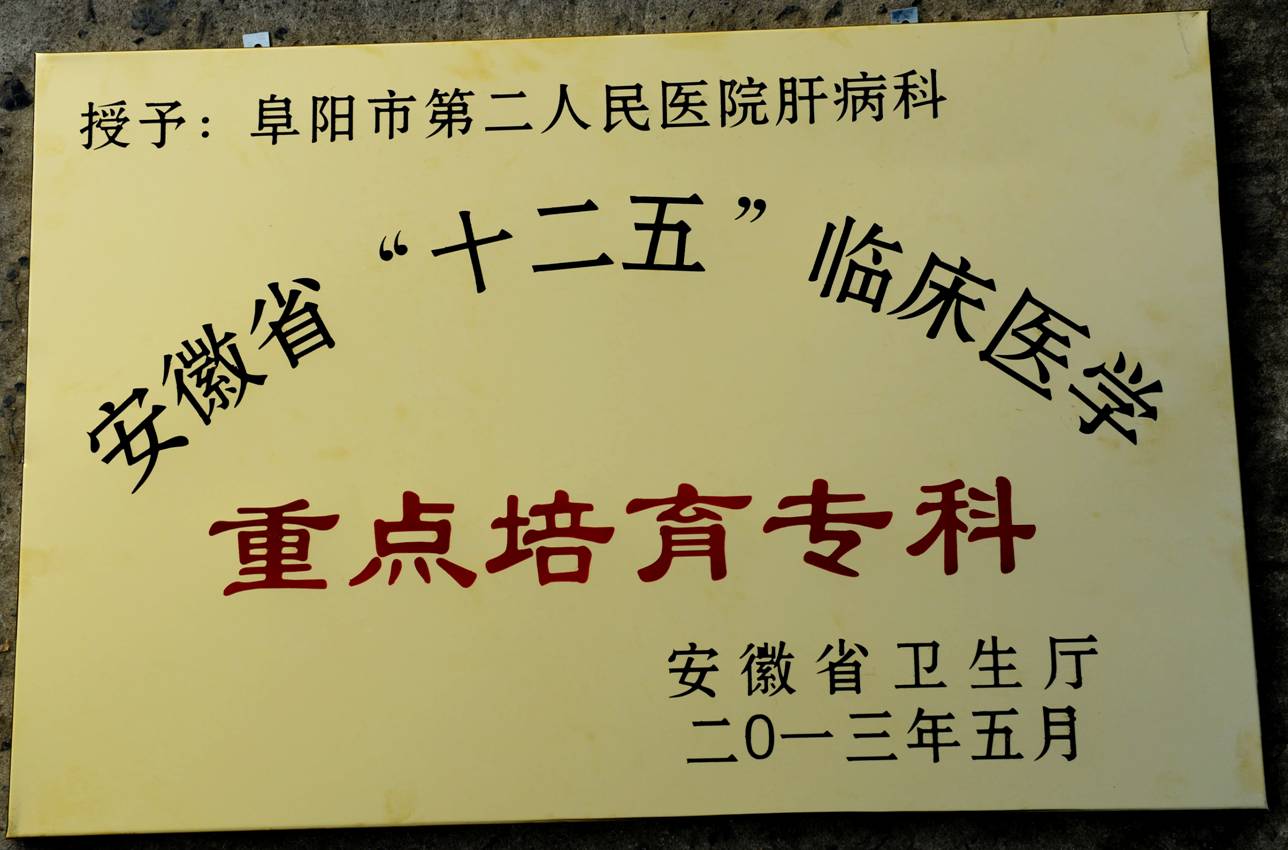 授予：阜阳市第二人民医院肝病科
安徽省“十二五”临床医学
重点培育专科
安徽省卫生厅
二0一三年五月